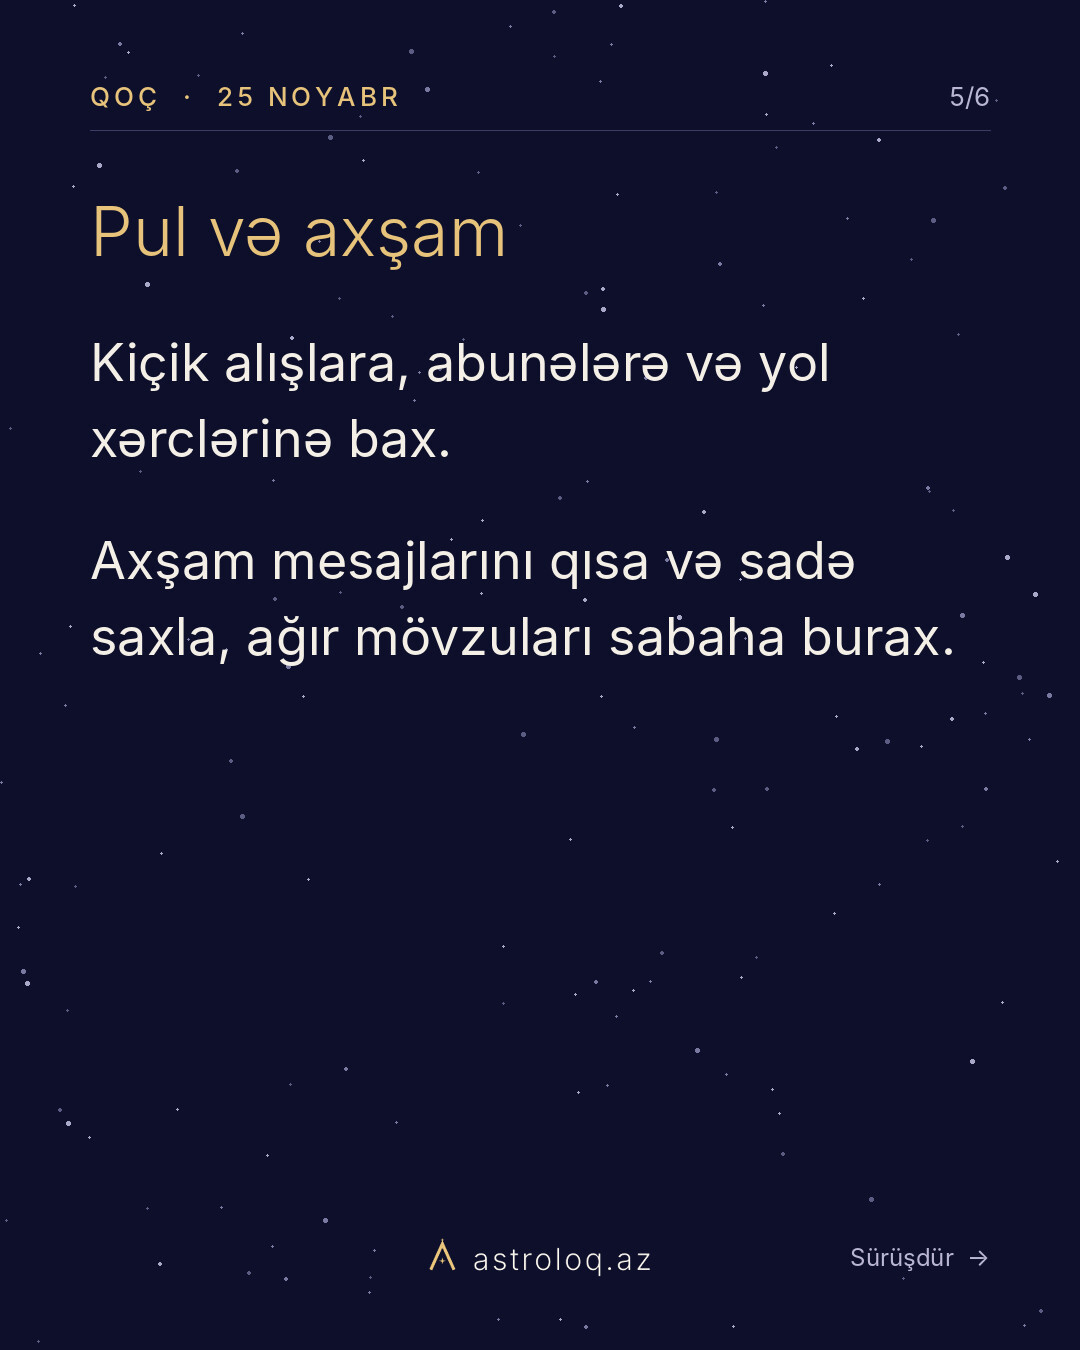 QOÇ · 25 NOYABR
5/6
Pul və axşam
Kiçik alışlara, abunələrə və yol
xərclərinə bax.
Axşam mesajlarını qısa və sadə
saxla, ağır mövzuları sabaha burax.
astroloq.az
Sürüşdür →